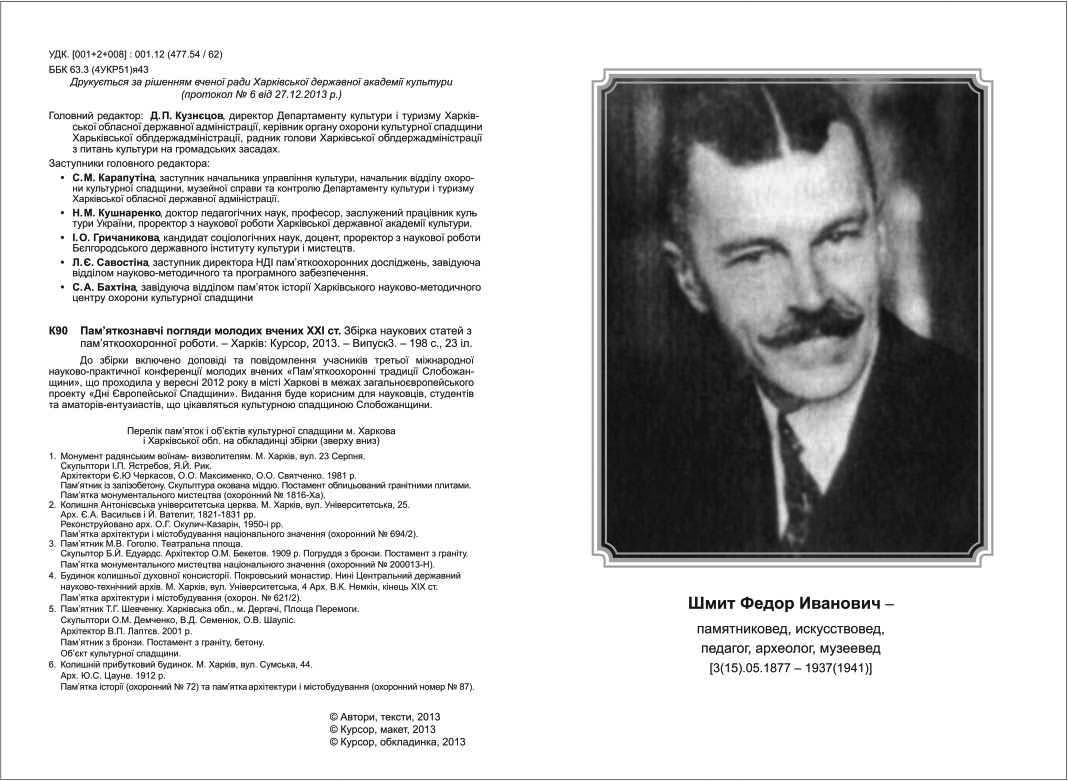 УДК. [001+2+008] : 001.12 (477.54 / 62)
ББК 63.3 (4УКР51)я43
Друкується за рішенням вченої ради Харківської державної академії культури
(протокол № 6 від 27.12.2013 р.)
Головний редактор: Д.П. Кузнєцов, директор Департаменту культури і туризму Харків-
ської обласної державної адміністрації, керівник органу охорони культурної спадщини
Харьківської облдержадміністрації, радник голови Харківської облдержадміністрації
з питань культури на громадських засадах.
Заступники головного редактора:
• С.М. Карапутіна, заступник начальника управління культури, начальник відділу охоро-
ни культурної спадщини, музейної справи та контролю Департаменту культури і туризму
Харківської обласної державної адміністрації.
• Н.М. Кушнаренко, доктор педагогічних наук, професор, заслужений працівник куль
тури України, проректор з наукової роботи Харківської державної академії культури.
• І.О. Гричаникова, кандидат соціологічних наук, доцент, проректор з наукової роботи
Бєлгородського державного інституту культури і мистецтв.
• Л.Є. Савостіна, заступник директора НДІ пам'яткоохоронних досліджень, завідуюча
відділом науково-методичного та програмного забезпечення.
• С.А. Бахтіна, завідуюча відділом пам'яток історії Харківського науково-методичного
центру охорони культурної спадщини
К90 Пам'яткознавчі погляди молодих вчених ХХІ ст. Збірка наукових статей з
пам'яткоохоронної роботи. – Харків: Курсор, 2013. – Випуск3. – 198 с., 23 іл.
До збірки включено доповіді та повідомлення учасників третьої міжнародної
науково-практичної конференції молодих вчених «Пам'яткоохоронні традиції Слобожан-
щини», що проходила у вересні 2012 року в місті Харкові в межах загальноєвропейського
проекту «Дні Європейської Спадщини». Видання буде корисним для науковців, студентів
та аматорів-ентузиастів, що цікавляться культурною спадщиною Слобожанщини.
Перелік пам'яток і об'єктів культурної спадщини м. Харкова
і Харківської обл. на обкладинці збірки (зверху вниз)
1. Монумент радянським воїнам- визволителям. М. Харків, вул. 23 Серпня.
Скульптори І.П. Ястребов, Я.Й. Рик.
Архітектори Є.Ю Черкасов, О.О. Максименко, О.О. Святченко. 1981 р.
Пам'ятник із залізобетону. Скульптура окована міддю. Постамент облицьований гранітними плитами.
Пам'ятка монументального мистецтва (охоронний № 1816-Ха).
2. Колишня Антонієвська університетська церква. М. Харків, вул. Університетська, 25.
Арх. Є.А. Васильєв і Й. Вателит, 1821-1831 рр.
Реконструйовано арх. О.Г. Окулич-Казарін, 1950-і рр.
Пам'ятка архітектури і містобудування національного значення (охоронний № 694/2).
3. Пам'ятник М.В. Гоголю. Театральна площа.
Скульптор Б.Й. Едуардс. Архітектор О.М. Бекетов. 1909 р. Погруддя з бронзи. Постамент з граніту.
Пам'ятка монументального мистецтва національного значення (охоронний № 200013-Н).
4. Будинок колишньої духовної консисторії. Покровський монастир. Нині Центральний державний
науково-технічний архів. М. Харків, вул. Університетська, 4 Арх. В.К. Немкін, кінець ХІХ ст.
Пам'ятка архітектури і містобудування (охорон. № 621/2).
5. Пам'ятник Т.Г. Шевченку. Харківська обл., м. Дергачі, Площа Перемоги.
Скульптори О.М. Демченко, В.Д. Семенюк, О.В. Шауліс.
Архітектор В.П. Лаптєв. 2001 р.
Пам'ятник з бронзи. Постамент з граніту, бетону.
Об'єкт культурної спадщини.
6. Колишній прибутковий будинок. М. Харків, вул. Сумська, 44.
Арх. Ю.С. Цауне. 1912 р.
Пам'ятка історії (охоронний № 72) та пам'ятка архітектури і містобудування (охоронний номер № 87).
© Автори, тексти, 2013
© Курсор, макет, 2013
© Курсор, обкладинка, 2013
Шмит Федор Иванович –
памятниковед, искусствовед,
педагог, археолог, музеевед
[3(15).05.1877 – 1937(1941)]